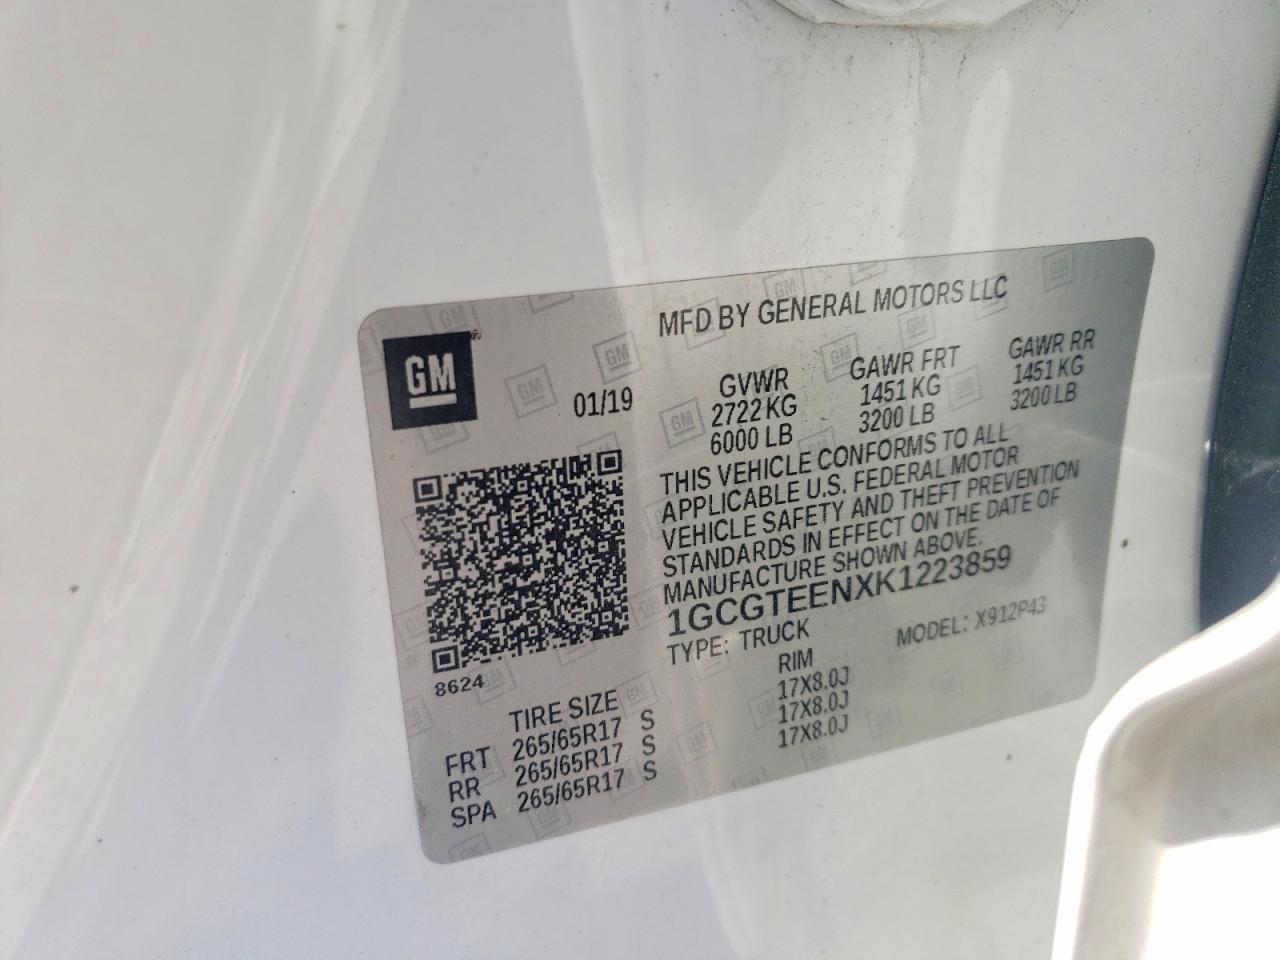 GM
MFD BY GENERAL MOTORS LLC
01/19
GVWR GAWR FRT GAWR RR
2722 KG 1451 KG 1451 KG
6000 LB 3200 LB 3200 LB
THIS VEHICLE CONFORMS TO ALL
APPLICABLE U.S. FEDERAL MOTOR
VEHICLE SAFETY AND THEFT PREVENTION
STANDARDS IN EFFECT ON THE DATE OF
MANUFACTURE SHOWN ABOVE.
1GCGTEENXK1223859
TYPE: TRUCK MODEL: X912P43
8624
TIRE SIZE RIM
FRT 265/65R17 S 17X8.0J
RR 265/65R17 S 17X8.0J
SPA 265/65R17 S 17X8.0J